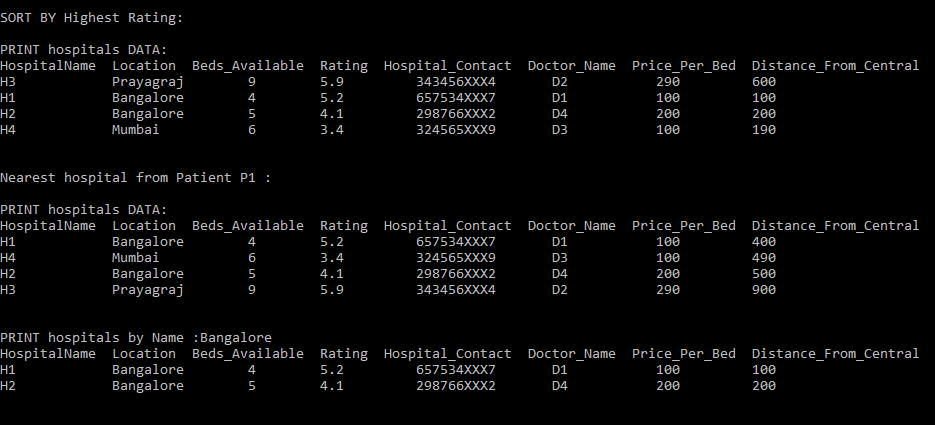 SORT BY Highest Rating:
PRINT hospitals DATA:
HospitalName  Location  Beds_Available  Rating  Hospital_Contact  Doctor_Name  Price_Per_Bed  Distance_From_Central
H3            Prayagraj        9        5.9         343456XXX4       D2           290         600
H1            Bangalore        4        5.2         657534XXX7       D1           100         100
H2            Bangalore        5        4.1         298766XXX2       D4           200         200
H4            Mumbai           6        3.4         324565XXX9       D3           100         190
Nearest hospital from Patient P1 :
PRINT hospitals DATA:
HospitalName  Location  Beds_Available  Rating  Hospital_Contact  Doctor_Name  Price_Per_Bed  Distance_From_Central
H1            Bangalore        4        5.2         657534XXX7       D1           100         400
H4            Mumbai           6        3.4         324565XXX9       D3           100         490
H2            Bangalore        5        4.1         298766XXX2       D4           200         500
H3            Prayagraj        9        5.9         343456XXX4       D2           290         900
PRINT hospitals by Name :Bangalore
HospitalName  Location  Beds_Available  Rating  Hospital_Contact  Doctor_Name  Price_Per_Bed  Distance_From_Central
H1            Bangalore        4        5.2         657534XXX7       D1           100         100
H2            Bangalore        5        4.1         298766XXX2       D4           200         200